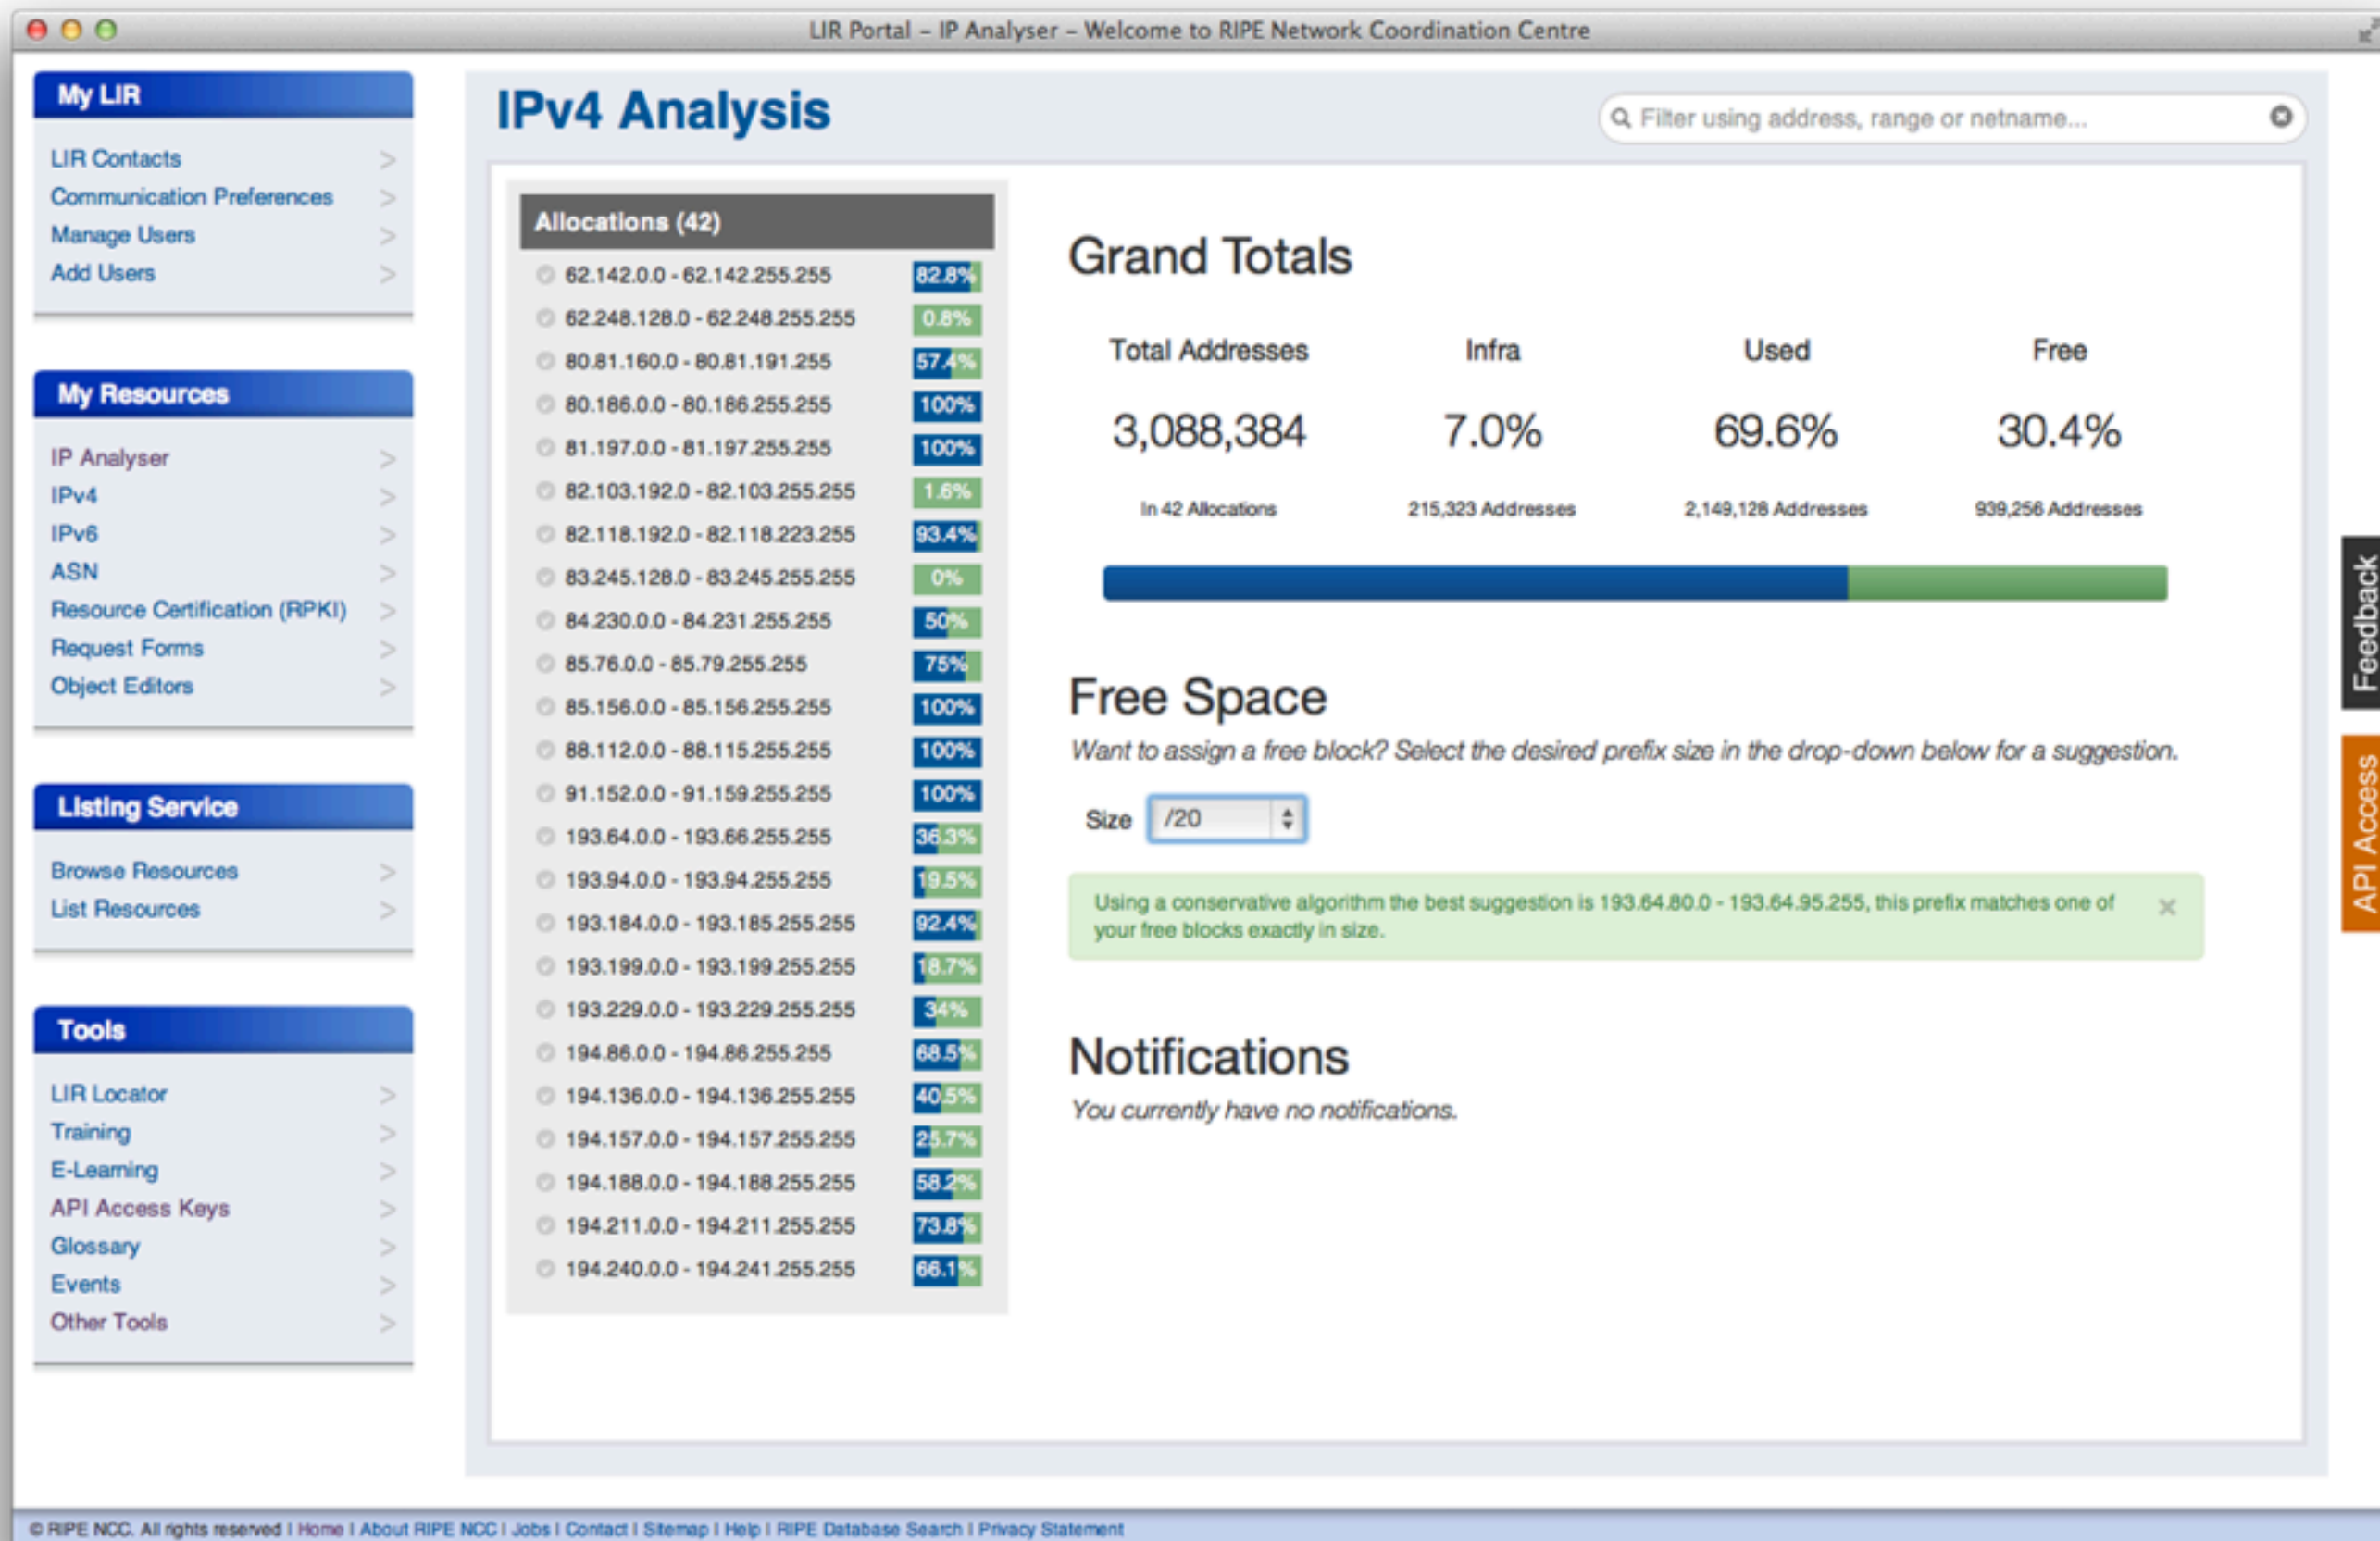 LIR Portal – IP Analyser – Welcome to RIPE Network Coordination Centre
My LIR
LIR Contacts >
Communication Preferences >
Manage Users >
Add Users >
My Resources
IP Analyser >
IPv4 >
IPv6 >
ASN >
Resource Certification (RPKI) >
Request Forms >
Object Editors >
Listing Service
Browse Resources >
List Resources >
Tools
LIR Locator >
Training >
E-Learning >
API Access Keys >
Glossary >
Events >
Other Tools >
IPv4 Analysis
Filter using address, range or netname...
Allocations (42)
62.142.0.0 - 62.142.255.255 82.8%
62.248.128.0 - 62.248.255.255 0.8%
80.81.160.0 - 80.81.191.255 57.4%
80.186.0.0 - 80.186.255.255 100%
81.197.0.0 - 81.197.255.255 100%
82.103.192.0 - 82.103.255.255 1.6%
82.118.192.0 - 82.118.223.255 93.4%
83.245.128.0 - 83.245.255.255 0%
84.230.0.0 - 84.231.255.255 50%
85.76.0.0 - 85.79.255.255 75%
85.156.0.0 - 85.156.255.255 100%
88.112.0.0 - 88.115.255.255 100%
91.152.0.0 - 91.159.255.255 100%
193.64.0.0 - 193.66.255.255 36.3%
193.94.0.0 - 193.94.255.255 19.5%
193.184.0.0 - 193.185.255.255 92.4%
193.199.0.0 - 193.199.255.255 18.7%
193.229.0.0 - 193.229.255.255 34%
194.86.0.0 - 194.86.255.255 68.5%
194.136.0.0 - 194.136.255.255 40.5%
194.157.0.0 - 194.157.255.255 25.7%
194.188.0.0 - 194.188.255.255 58.2%
194.211.0.0 - 194.211.255.255 73.8%
194.240.0.0 - 194.241.255.255 66.1%
Grand Totals
Total Addresses Infra Used Free
3,088,384 7.0% 69.6% 30.4%
In 42 Allocations 215,323 Addresses 2,149,128 Addresses 939,256 Addresses
Free Space
Want to assign a free block? Select the desired prefix size in the drop-down below for a suggestion.
Size /20
Using a conservative algorithm the best suggestion is 193.64.80.0 - 193.64.95.255, this prefix matches one of
your free blocks exactly in size.
Notifications
You currently have no notifications.
Feedback
API Access
© RIPE NCC. All rights reserved | Home | About RIPE NCC | Jobs | Contact | Sitemap | Help | RIPE Database Search | Privacy Statement